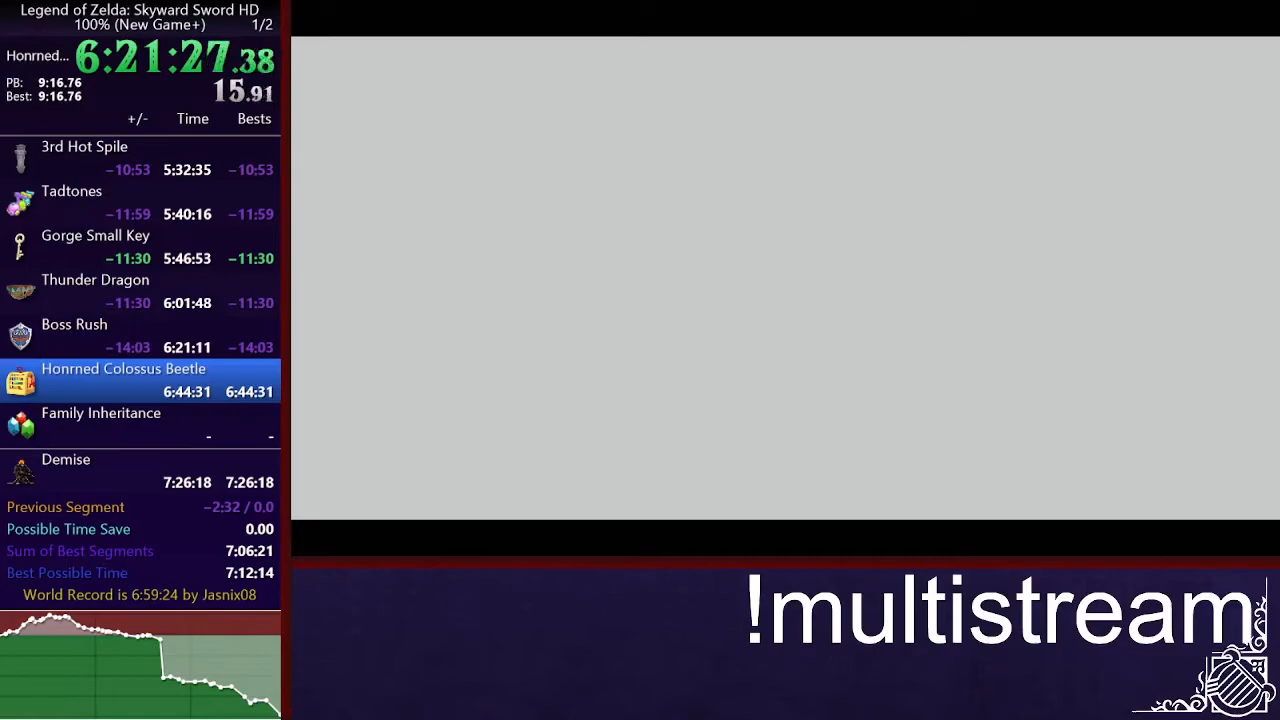 Legend of Zelda: Skyward Sword HD
100% (New Game+) 1/2
Honrned... 6:21:27.38
PB: 9:16.76
Best: 9:16.76
15.91
+/- Time Bests
3rd Hot Spile
−10:53 5:32:35 −10:53
Tadtones
−11:59 5:40:16 −11:59
Gorge Small Key
−11:30 5:46:53 −11:30
Thunder Dragon
−11:30 6:01:48 −11:30
Boss Rush
−14:03 6:21:11 −14:03
Honrned Colossus Beetle
6:44:31 6:44:31
Family Inheritance
- -
Demise
7:26:18 7:26:18
Previous Segment −2:32 / 0.0
Possible Time Save 0.00
Sum of Best Segments 7:06:21
Best Possible Time 7:12:14
World Record is 6:59:24 by Jasnix08
!multistream